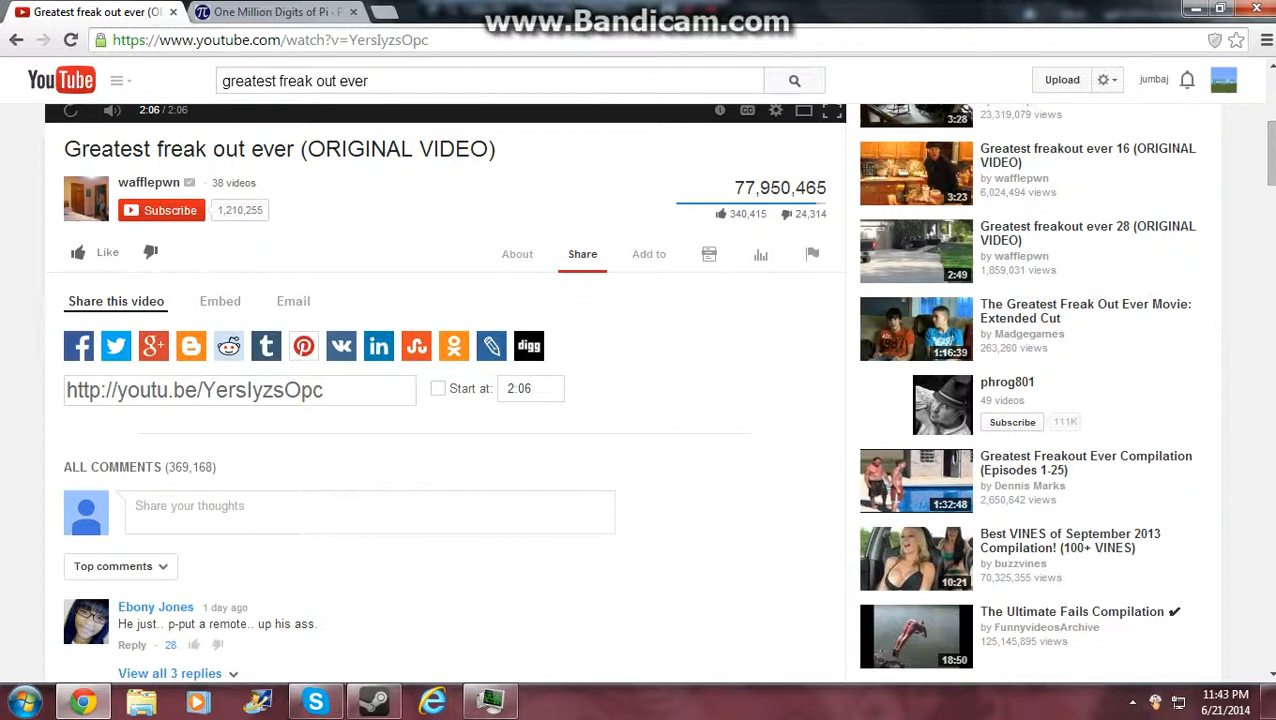 www.Bandicam.com
Greatest freak out ever (O
One Million Digits of Pi - P
https://www.youtube.com/watch?v=YersIyzsOpc
YouTube
greatest freak out ever
Upload
jumbaj
2:06 / 2:06
Greatest freak out ever (ORIGINAL VIDEO)
wafflepwn
38 videos
Subscribe
1,210,255
77,950,465
340,415
24,314
Like
About
Share
Add to
Share this video
Embed
Email
digg
http://youtu.be/YersIyzsOpc
Start at:
2:06
ALL COMMENTS (369,168)
Share your thoughts
Top comments
Ebony Jones 1 day ago
He just.. p-put a remote.. up his ass.
Reply · 28
View all 3 replies
3:28
23,319,079 views
3:23
Greatest freakout ever 16 (ORIGINAL
VIDEO)
by wafflepwn
6,024,494 views
2:49
Greatest freakout ever 28 (ORIGINAL
VIDEO)
by wafflepwn
1,859,031 views
1:16:39
The Greatest Freak Out Ever Movie:
Extended Cut
by Madgegames
263,260 views
phrog801
49 videos
Subscribe
111K
1:32:48
Greatest Freakout Ever Compilation
(Episodes 1-25)
by Dennis Marks
2,650,642 views
10:21
Best VINES of September 2013
Compilation! (100+ VINES)
by buzzvines
70,325,355 views
18:50
The Ultimate Fails Compilation ✔
by FunnyvideosArchive
125,145,895 views
11:43 PM
6/21/2014